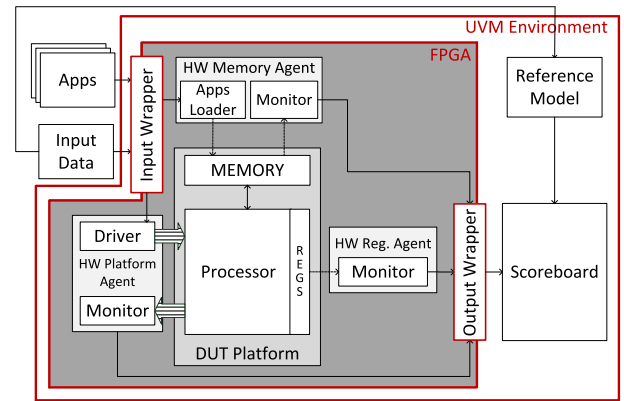 UVM Environment
FPGA
Apps
Input
Data
Input Wrapper
HW Memory Agent
Apps
Loader
Monitor
Reference
Model
MEMORY
Driver
HW Platform
Agent
Monitor
Processor
R
E
G
S
DUT Platform
HW Reg. Agent
Monitor
Output Wrapper
Scoreboard